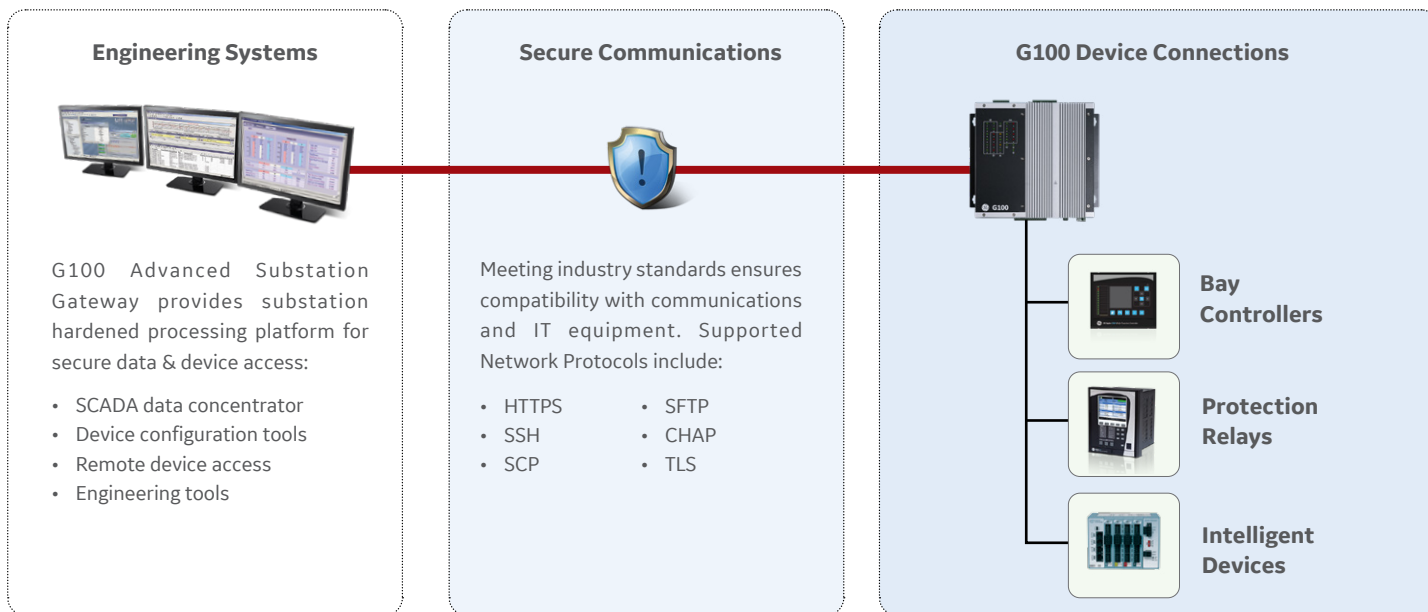 Engineering Systems
G100 Advanced Substation
Gateway provides substation
hardened processing platform for
secure data & device access:
• SCADA data concentrator
• Device configuration tools
• Remote device access
• Engineering tools
Secure Communications
Meeting industry standards ensures
compatibility with communications
and IT equipment. Supported
Network Protocols include:
• HTTPS
• SSH
• SCP
• SFTP
• CHAP
• TLS
G100 Device Connections
G100
Bay
Controllers
Protection
Relays
Intelligent
Devices